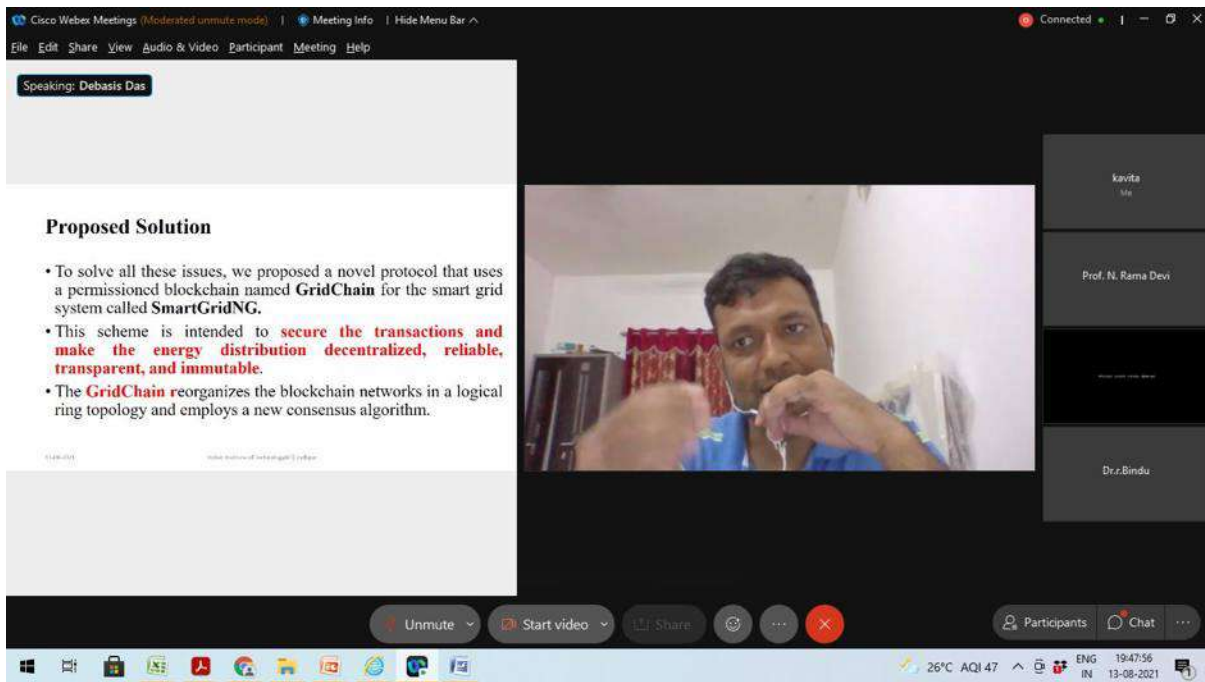 Cisco Webex Meetings (Moderated unmute mode) | Meeting Info | Hide Menu Bar
Connected
File Edit Share View Audio & Video Participant Meeting Help
Speaking: Debasis Das
Proposed Solution
• To solve all these issues, we proposed a novel protocol that uses
a permissioned blockchain named GridChain for the smart grid
system called SmartGridNG.
• This scheme is intended to secure the transactions and
make the energy distribution decentralized, reliable,
transparent, and immutable.
• The GridChain reorganizes the blockchain networks in a logical
ring topology and employs a new consensus algorithm.
kavita
Me
Prof. N. Rama Devi
Dr.r.Bindu
Unmute
Start video
Share
Participants
Chat
26°C AQI 47
ENG
IN
19:47:56
13-08-2021